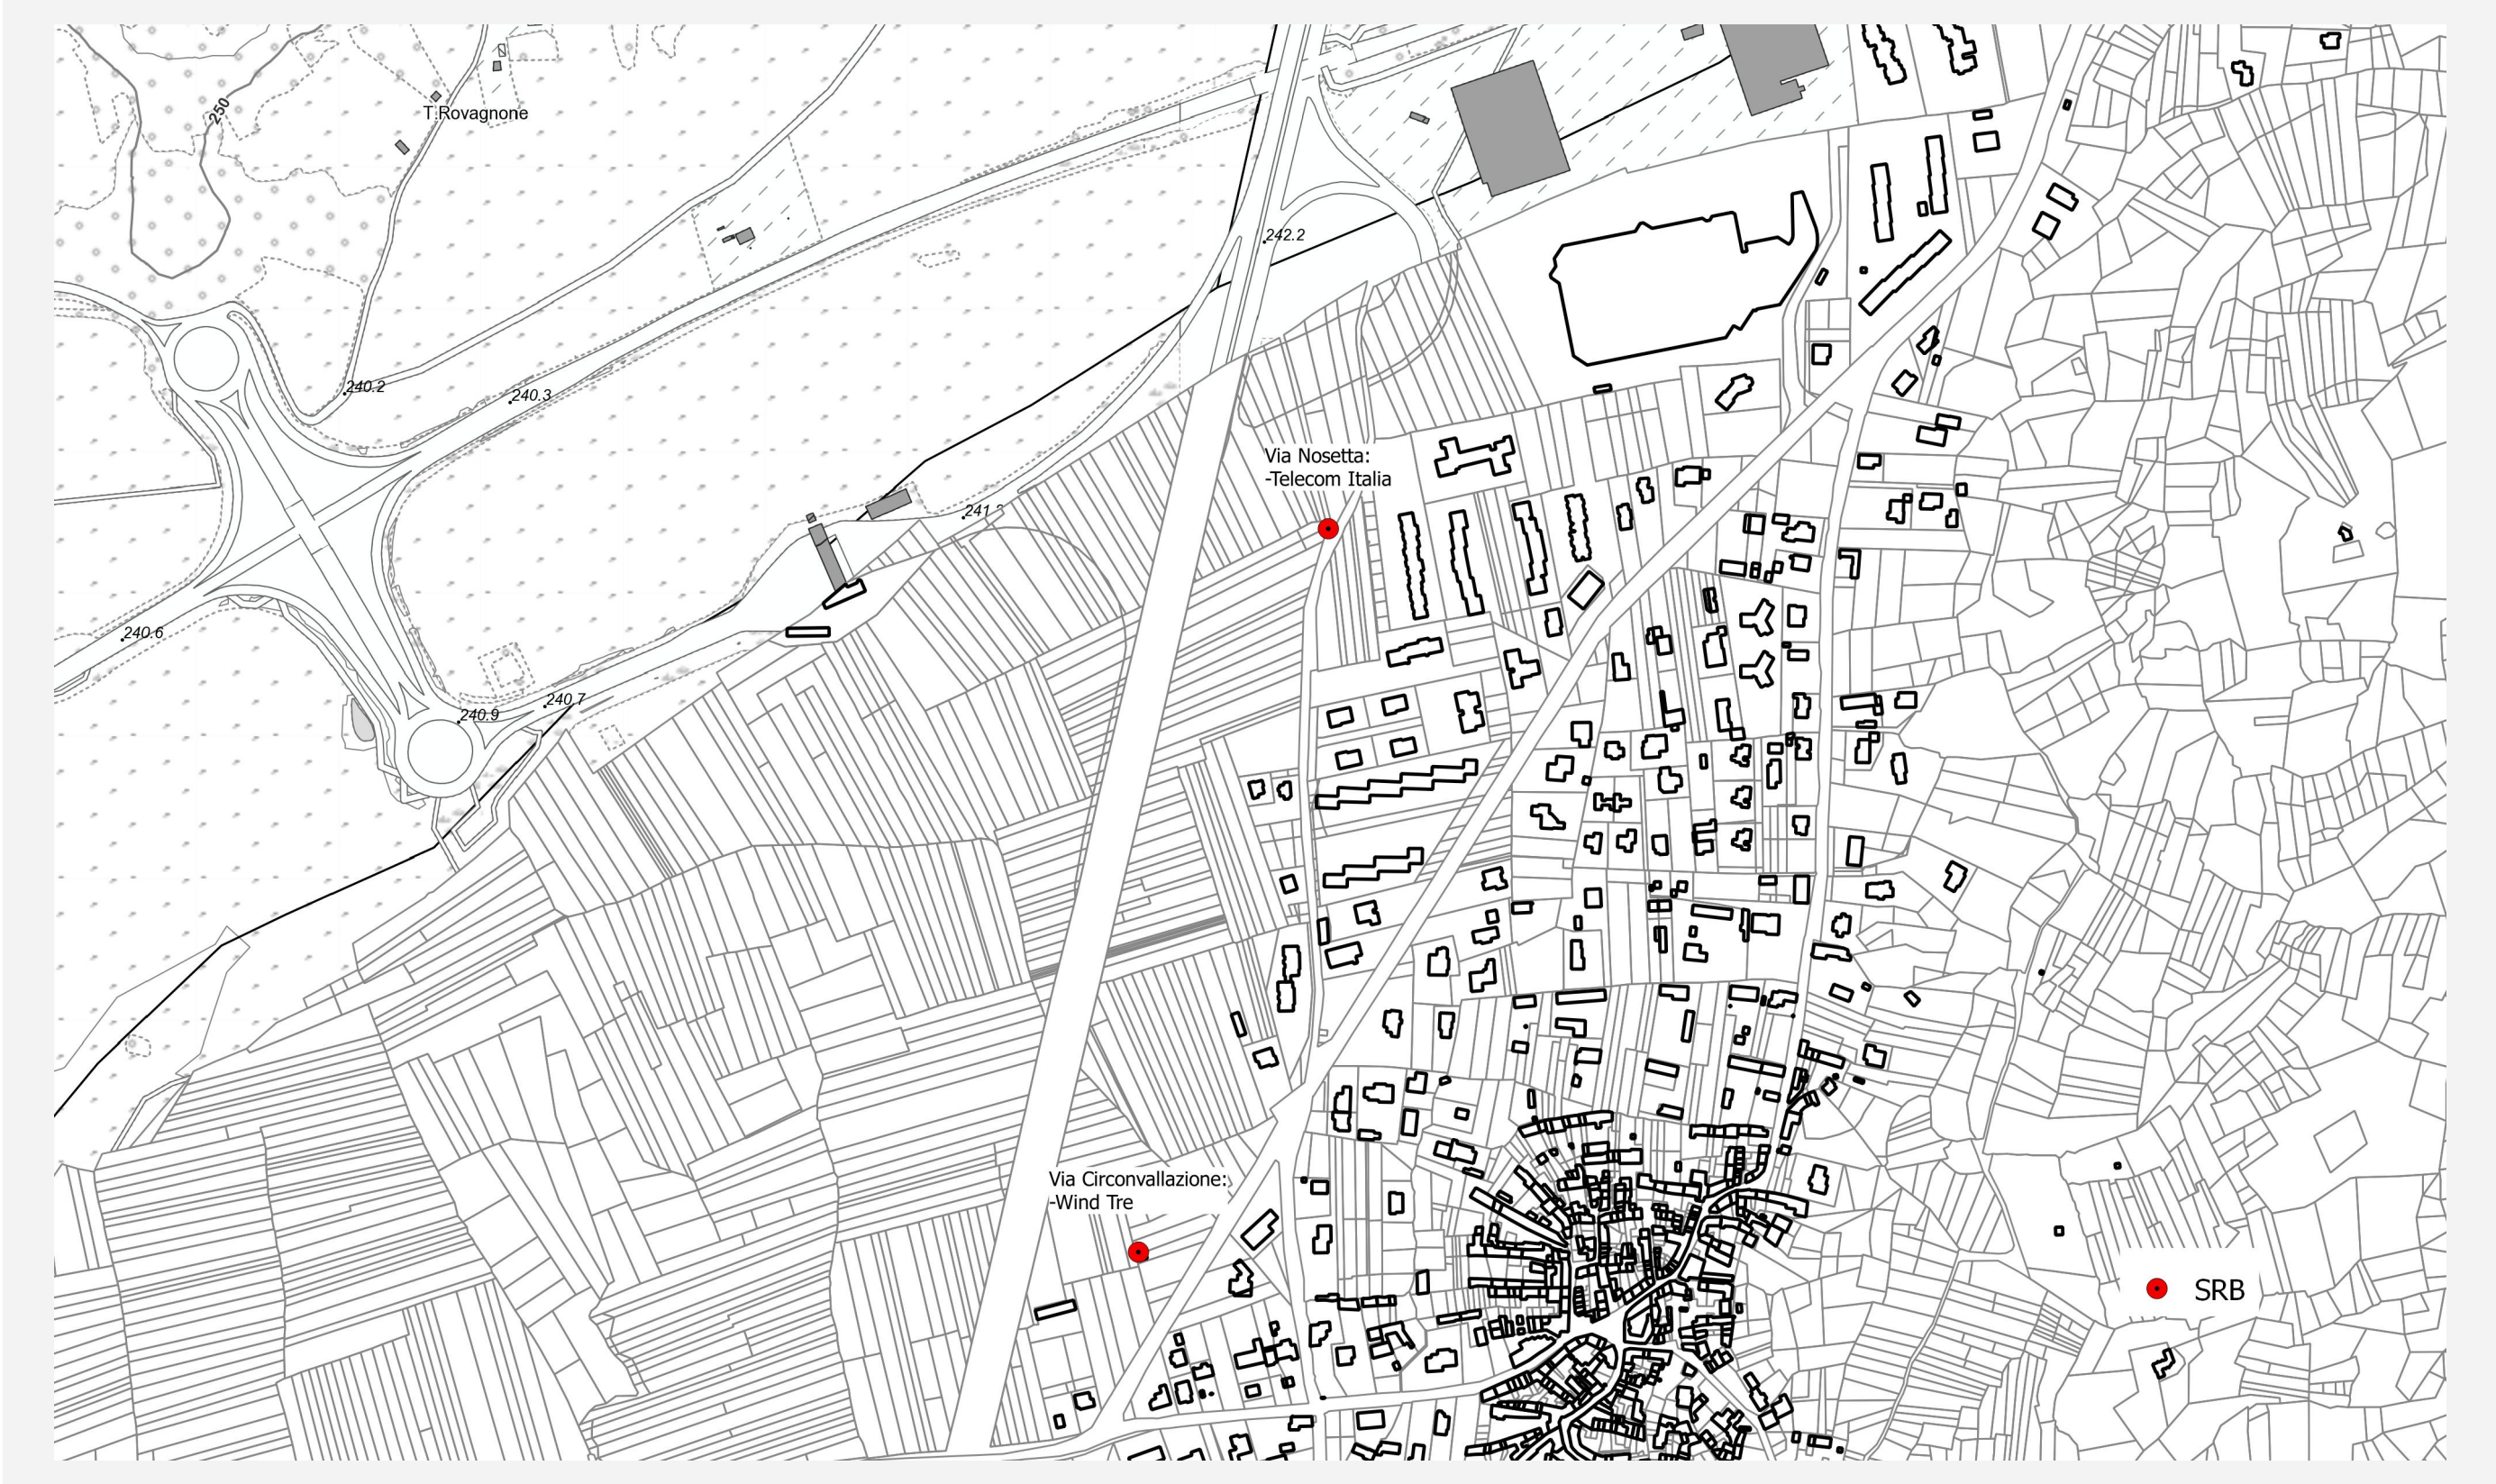 250
T.Rovagnone
242.2
240.2
240.3
Via Nosetta:
-Telecom Italia
240.6
240.7
240.9
Via Circonvallazione:
-Wind Tre
SRB